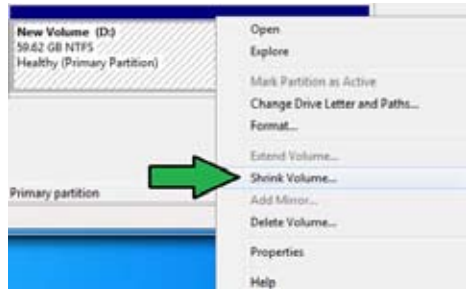 New Volume (D:)
59.62 GB NTFS
Healthy (Primary Partition)
Primary partition
Open
Explore
Mark Partition as Active
Change Drive Letter and Paths...
Format...
Extend Volume...
Shrink Volume...
Add Mirror...
Delete Volume...
Properties
Help